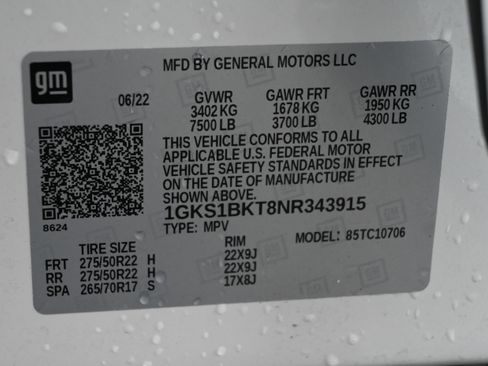 gm
MFD BY GENERAL MOTORS LLC
06/22 GVWR GAWR FRT GAWR RR
3402 KG 1678 KG 1950 KG
7500 LB 3700 LB 4300 LB
THIS VEHICLE CONFORMS TO ALL
APPLICABLE U.S. FEDERAL MOTOR
VEHICLE SAFETY STANDARDS IN EFFECT
ON THE DATE OF MANUFACTURE
SHOWN ABOVE.
8624 1GKS1BKT8NR343915
TYPE: MPV MODEL: 85TC10706
TIRE SIZE RIM
FRT 275/50R22 H 22X9J
RR 275/50R22 H 22X9J
SPA 265/70R17 S 17X8J